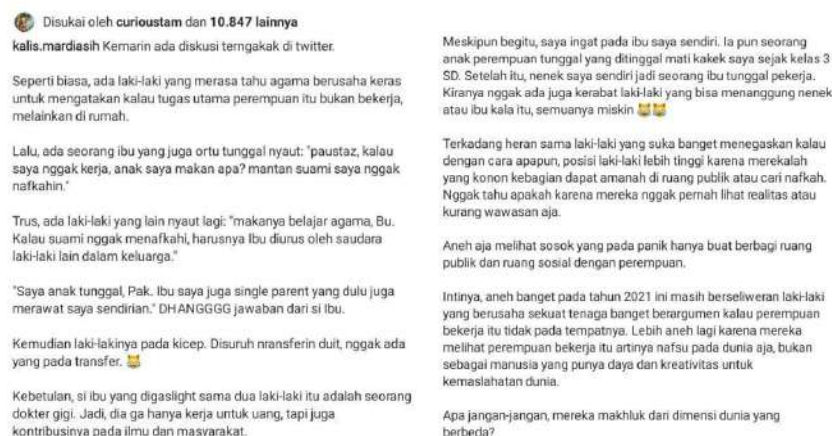 Disukai oleh curioustam dan 10.847 lainnya
kalis.mardiasih Kemarin ada diskusi terngakak di twitter.
Seperti biasa, ada laki-laki yang merasa tahu agama berusaha keras
untuk mengatakan kalau tugas utama perempuan itu bukan bekerja,
melainkan di rumah.
Lalu, ada seorang ibu yang juga ortu tunggal nyaut: "paustaz, kalau
saya nggak kerja, anak saya makan apa? mantan suami saya nggak
nafkahin."
Trus, ada laki-laki yang lain nyaut lagi: "makanya belajar agama, Bu.
Kalau suami nggak menafkahi, harusnya Ibu diurus oleh saudara
laki-laki lain dalam keluarga."
"Saya anak tunggal, Pak. Ibu saya juga single parent yang dulu juga
merawat saya sendirian." DHANGGGG jawaban dari si Ibu.
Kemudian laki-lakinya pada kicep. Disuruh nransferin duit, nggak ada
yang pada transfer. 😹
Kebetulan, si ibu yang digaslight sama dua laki-laki itu adalah seorang
dokter gigi. Jadi, dia ga hanya kerja untuk uang, tapi juga
kontribusinya pada ilmu dan masyarakat.
Meskipun begitu, saya ingat pada ibu saya sendiri. Ia pun seorang
anak perempuan tunggal yang ditinggal mati kakek saya sejak kelas 3
SD. Setelah itu, nenek saya sendiri jadi seorang ibu tunggal pekerja.
Kiranya nggak ada juga kerabat laki-laki yang bisa menanggung nenek
atau ibu kala itu, semuanya miskin 😹😹
Terkadang heran sama laki-laki yang suka banget menegaskan kalau
dengan cara apapun, posisi laki-laki lebih tinggi karena merekalah
yang konon kebagian dapat amanah di ruang publik atau cari nafkah.
Nggak tahu apakah karena mereka nggak pernah lihat realitas atau
kurang wawasan aja.
Aneh aja melihat sosok yang pada panik hanya buat berbagi ruang
publik dan ruang sosial dengan perempuan.
Intinya, aneh banget pada tahun 2021 ini masih berseliweran laki-laki
yang berusaha sekuat tenaga banget berargumen kalau perempuan
bekerja itu tidak pada tempatnya. Lebih aneh lagi karena mereka
melihat perempuan bekerja itu artinya nafsu pada dunia aja, bukan
sebagai manusia yang punya daya dan kreativitas untuk
kemaslahatan dunia.
Apa jangan-jangan, mereka makhluk dari dimensi dunia yang
berbeda?